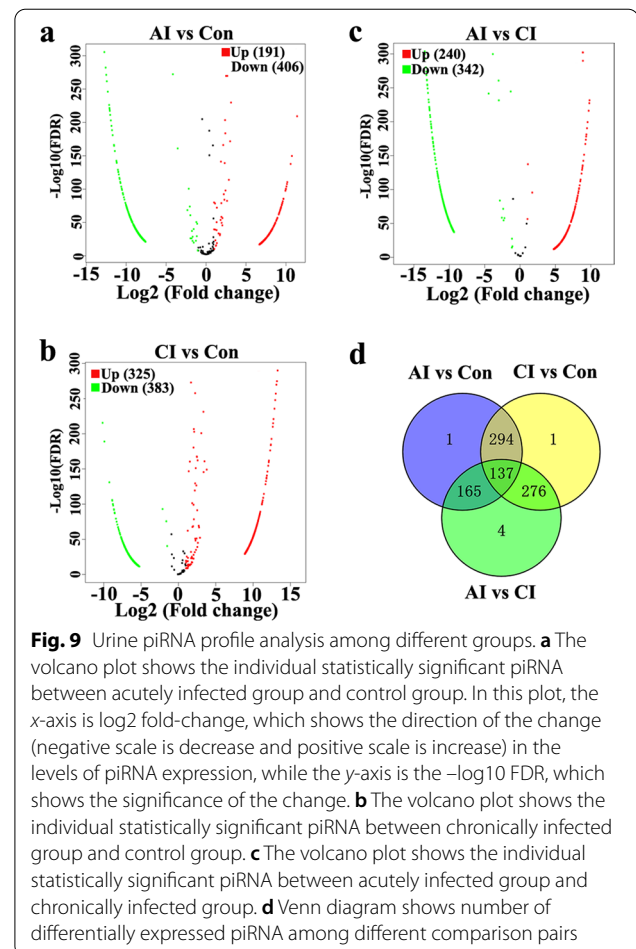 a
AI vs Con
Up (191)
Down (406)
300
250
200
150
100
50
0
-Log10(FDR)
-15 -10 -5 0 5 10
Log2 (Fold change)
c
AI vs CI
Up (240)
Down (342)
300
250
200
150
100
50
0
-Log10(FDR)
-15 -10 -5 0 5 10
Log2 (Fold change)
b
CI vs Con
Up (325)
Down (383)
300
250
200
150
100
50
0
-Log10(FDR)
-10 -5 0 5 10 15
Log2 (Fold change)
d
AI vs Con CI vs Con
1 294 1
137
165 276
4
AI vs CI
Fig. 9 Urine piRNA profile analysis among different groups. a The
volcano plot shows the individual statistically significant piRNA
between acutely infected group and control group. In this plot, the
x-axis is log2 fold-change, which shows the direction of the change
(negative scale is decrease and positive scale is increase) in the
levels of piRNA expression, while the y-axis is the –log10 FDR, which
shows the significance of the change. b The volcano plot shows the
individual statistically significant piRNA between chronically infected
group and control group. c The volcano plot shows the individual
statistically significant piRNA between acutely infected group and
chronically infected group. d Venn diagram shows number of
differentially expressed piRNA among different comparison pairs